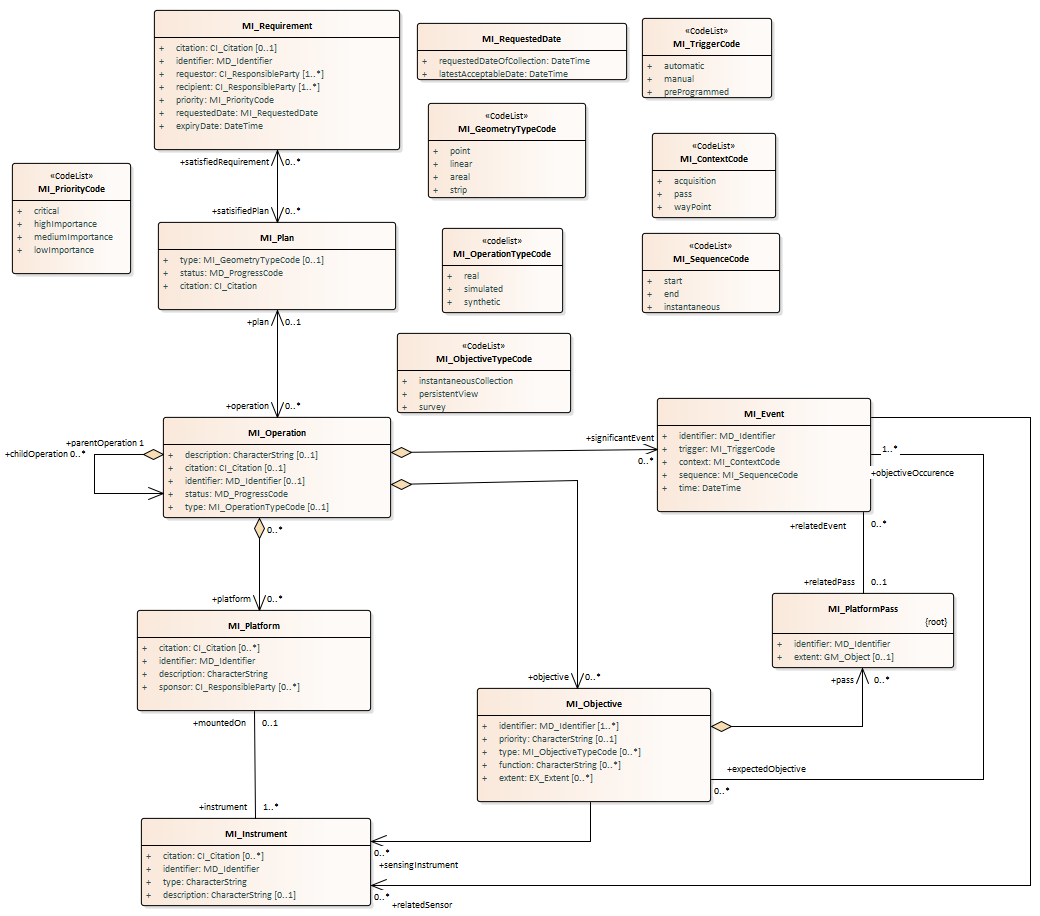 MI_Requirement
+ citation: CI_Citation [0..1]
+ identifier: MD_Identifier
+ requestor: CI_ResponsibleParty [1..*]
+ recipient: CI_ResponsibleParty [1..*]
+ priority: MI_PriorityCode
+ requestedDate: MI_RequestedDate
+ expiryDate: DateTime
MI_RequestedDate
+ requestedDateOfCollection: DateTime
+ latestAcceptableDate: DateTime
«CodeList»
MI_TriggerCode
+ automatic
+ manual
+ preProgrammed
«CodeList»
MI_GeometryTypeCode
+ point
+ linear
+ areal
+ strip
«CodeList»
MI_ContextCode
+ acquisition
+ pass
+ wayPoint
+satisfiedRequirement 0..*
«CodeList»
MI_PriorityCode
+ critical
+ highImportance
+ mediumImportance
+ lowImportance
+satisifiedPlan 0..*
MI_Plan
+ type: MI_GeometryTypeCode [0..1]
+ status: MD_ProgressCode
+ citation: CI_Citation
«codelist»
MI_OperationTypeCode
+ real
+ simulated
+ synthetic
«CodeList»
MI_SequenceCode
+ start
+ end
+ instantaneous
+plan 0..1
«CodeList»
MI_ObjectiveTypeCode
+ instantaneousCollection
+ persistentView
+ survey
+operation 0..*
MI_Operation
+ description: CharacterString [0..1]
+ citation: CI_Citation [0..1]
+ identifier: MD_Identifier [0..1]
+ status: MD_ProgressCode
+ type: MI_OperationTypeCode [0..1]
+parentOperation 1
+childOperation 0..*
+significantEvent
0..*
MI_Event
+ identifier: MD_Identifier
+ trigger: MI_TriggerCode
+ context: MI_ContextCode
+ sequence: MI_SequenceCode
+ time: DateTime
1..*
+objectiveOccurence
0..*
+relatedEvent 0..*
+platform 0..*
+relatedPass 0..1
MI_PlatformPass
{root}
+ identifier: MD_Identifier
+ extent: GM_Object [0..1]
MI_Platform
+ citation: CI_Citation [0..*]
+ identifier: MD_Identifier
+ description: CharacterString
+ sponsor: CI_ResponsibleParty [0..*]
+objective 0..*
+pass 0..*
MI_Objective
+ identifier: MD_Identifier [1..*]
+ priority: CharacterString [0..1]
+ type: MI_ObjectiveTypeCode [0..*]
+ function: CharacterString [0..*]
+ extent: EX_Extent [0..*]
+mountedOn 0..1
+expectedObjective
0..*
+instrument 1..*
MI_Instrument
+ citation: CI_Citation [0..*]
+ identifier: MD_Identifier
+ type: CharacterString
+ description: CharacterString [0..1]
0..*
+sensingInstrument
0..*
+relatedSensor